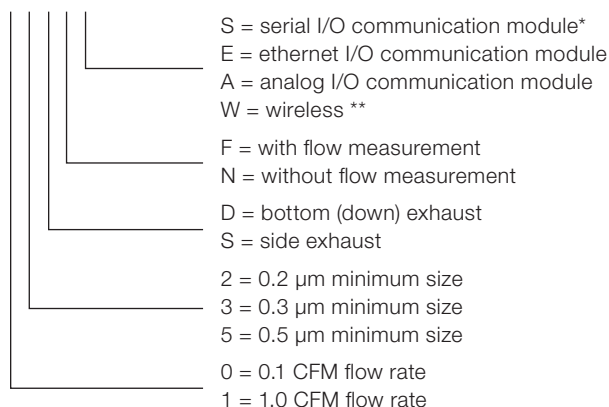 S = serial I/O communication module*
E = ethernet I/O communication module
A = analog I/O communication module
W = wireless **
F = with flow measurement
N = without flow measurement
D = bottom (down) exhaust
S = side exhaust
2 = 0.2 μm minimum size
3 = 0.3 μm minimum size
5 = 0.5 μm minimum size
0 = 0.1 CFM flow rate
1 = 1.0 CFM flow rate